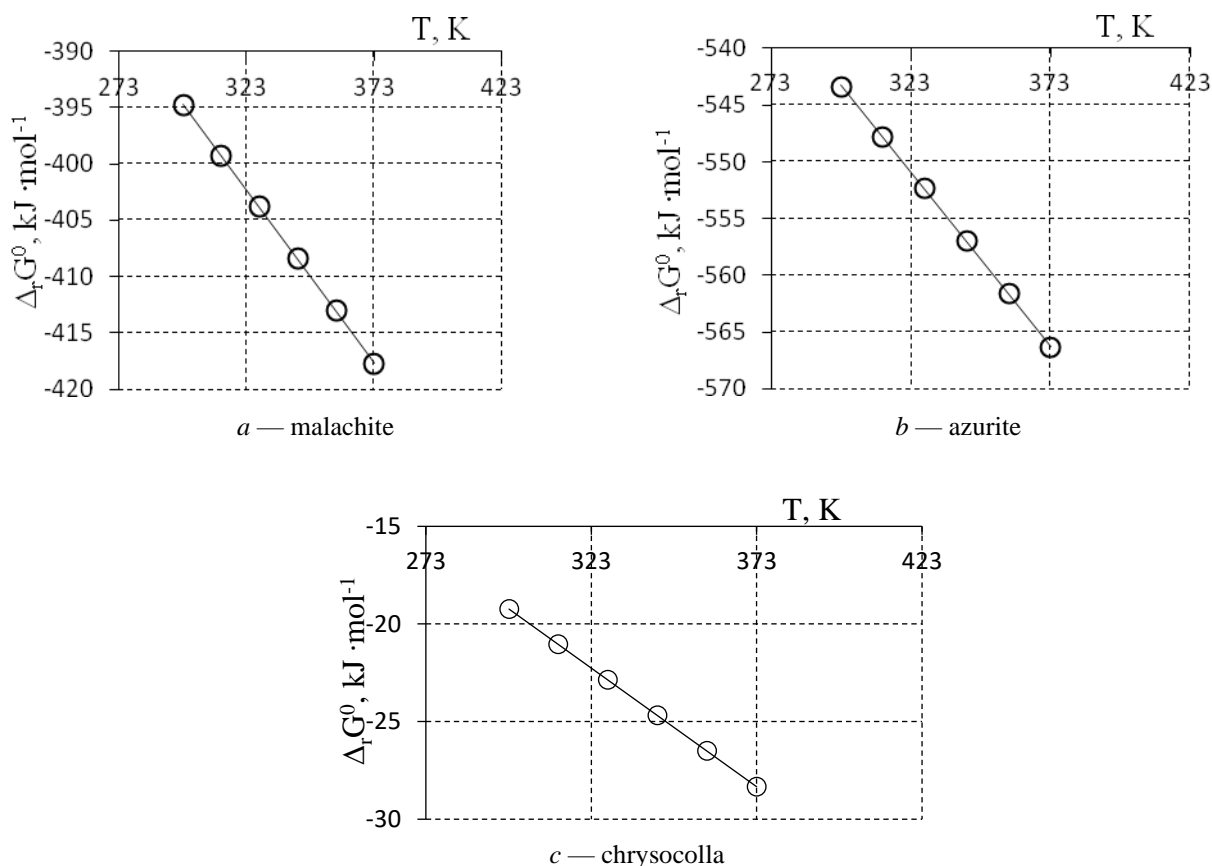 T, K
-390
273 323 373 423
-395
-400
-405
-410
-415
-420
ΔrG⁰, kJ ·mol⁻¹
a — malachite
T, K
-540
273 323 373 423
-545
-550
-555
-560
-565
-570
ΔrG⁰, kJ ·mol⁻¹
b — azurite
T, K
-15
273 323 373 423
-20
-25
-30
ΔrG⁰, kJ ·mol⁻¹
c — chrysocolla